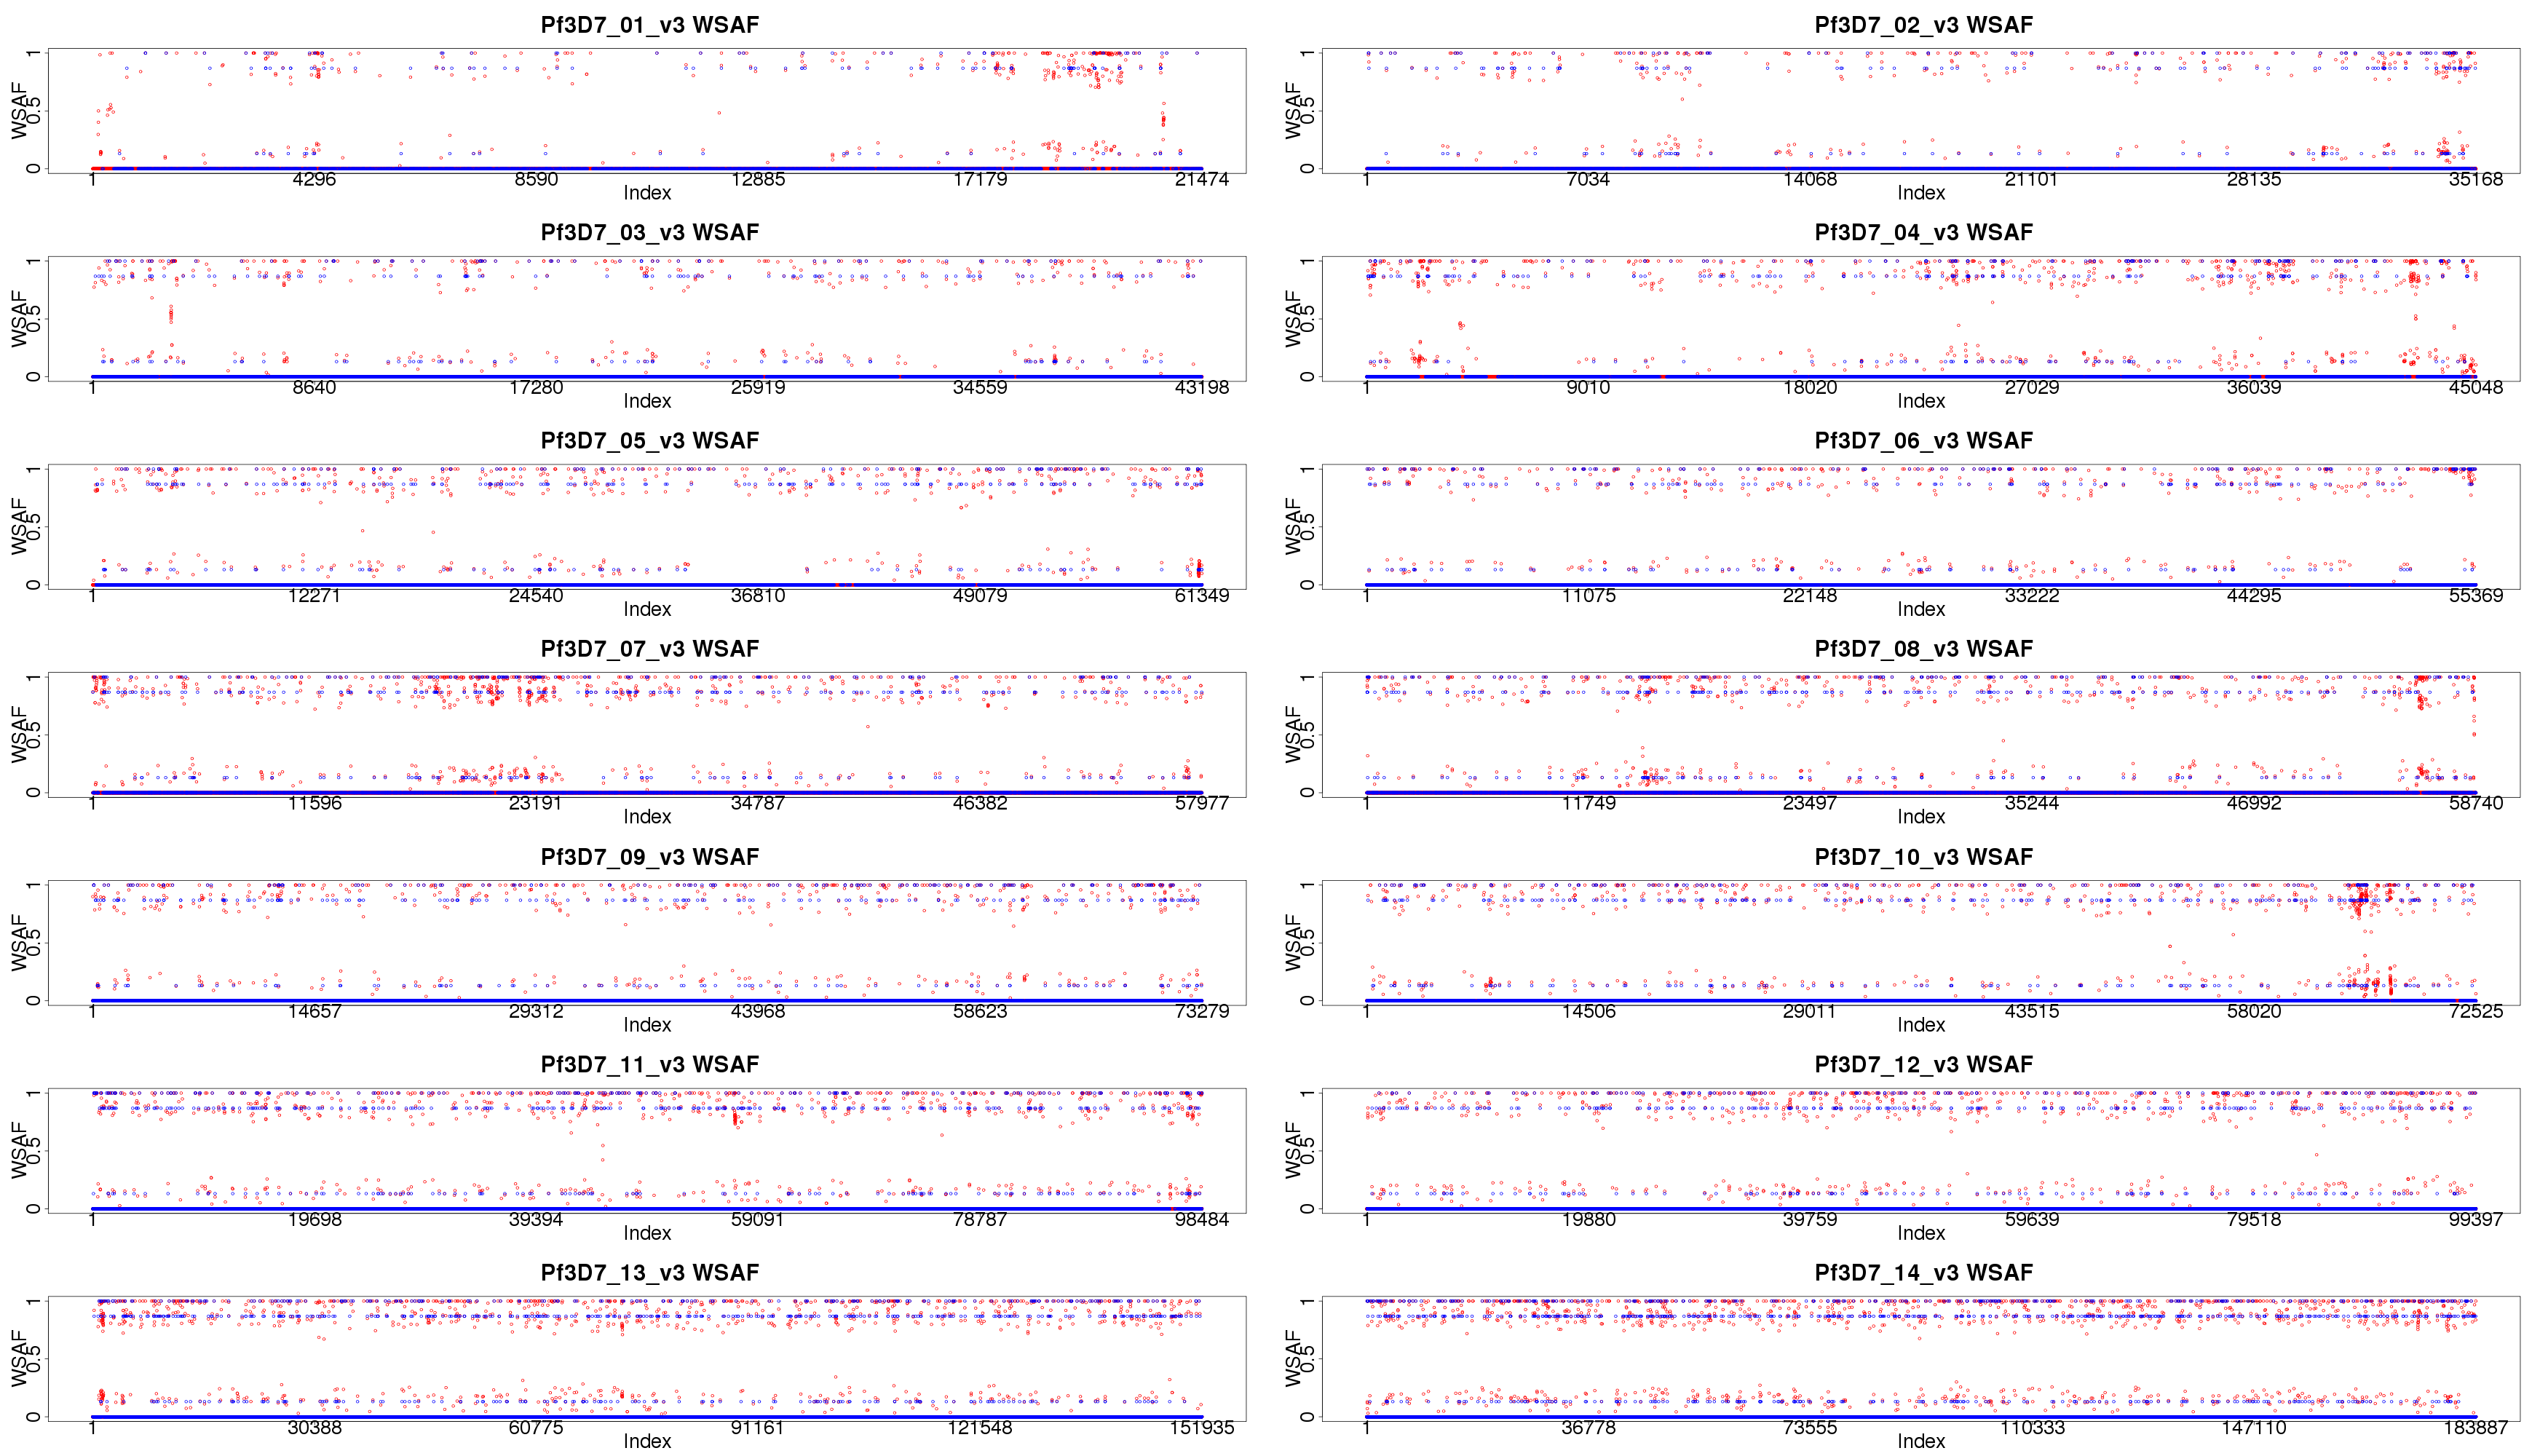 Pf3D7_01_v3 WSAF
WSAF
0 0.5 1
1 4296 8590 12885 17179 21474
Index
Pf3D7_02_v3 WSAF
WSAF
0 0.5 1
1 7034 14068 21101 28135 35168
Index
Pf3D7_03_v3 WSAF
WSAF
0 0.5 1
1 8640 17280 25919 34559 43198
Index
Pf3D7_04_v3 WSAF
WSAF
0 0.5 1
1 9010 18020 27029 36039 45048
Index
Pf3D7_05_v3 WSAF
WSAF
0 0.5 1
1 12271 24540 36810 49079 61349
Index
Pf3D7_06_v3 WSAF
WSAF
0 0.5 1
1 11075 22148 33222 44295 55369
Index
Pf3D7_07_v3 WSAF
WSAF
0 0.5 1
1 11596 23191 34787 46382 57977
Index
Pf3D7_08_v3 WSAF
WSAF
0 0.5 1
1 11749 23497 35244 46992 58740
Index
Pf3D7_09_v3 WSAF
WSAF
0 0.5 1
1 14657 29312 43968 58623 73279
Index
Pf3D7_10_v3 WSAF
WSAF
0 0.5 1
1 14506 29011 43515 58020 72525
Index
Pf3D7_11_v3 WSAF
WSAF
0 0.5 1
1 19698 39394 59091 78787 98484
Index
Pf3D7_12_v3 WSAF
WSAF
0 0.5 1
1 19880 39759 59639 79518 99397
Index
Pf3D7_13_v3 WSAF
WSAF
0 0.5 1
1 30388 60775 91161 121548 151935
Index
Pf3D7_14_v3 WSAF
WSAF
0 0.5 1
1 36778 73555 110333 147110 183887
Index